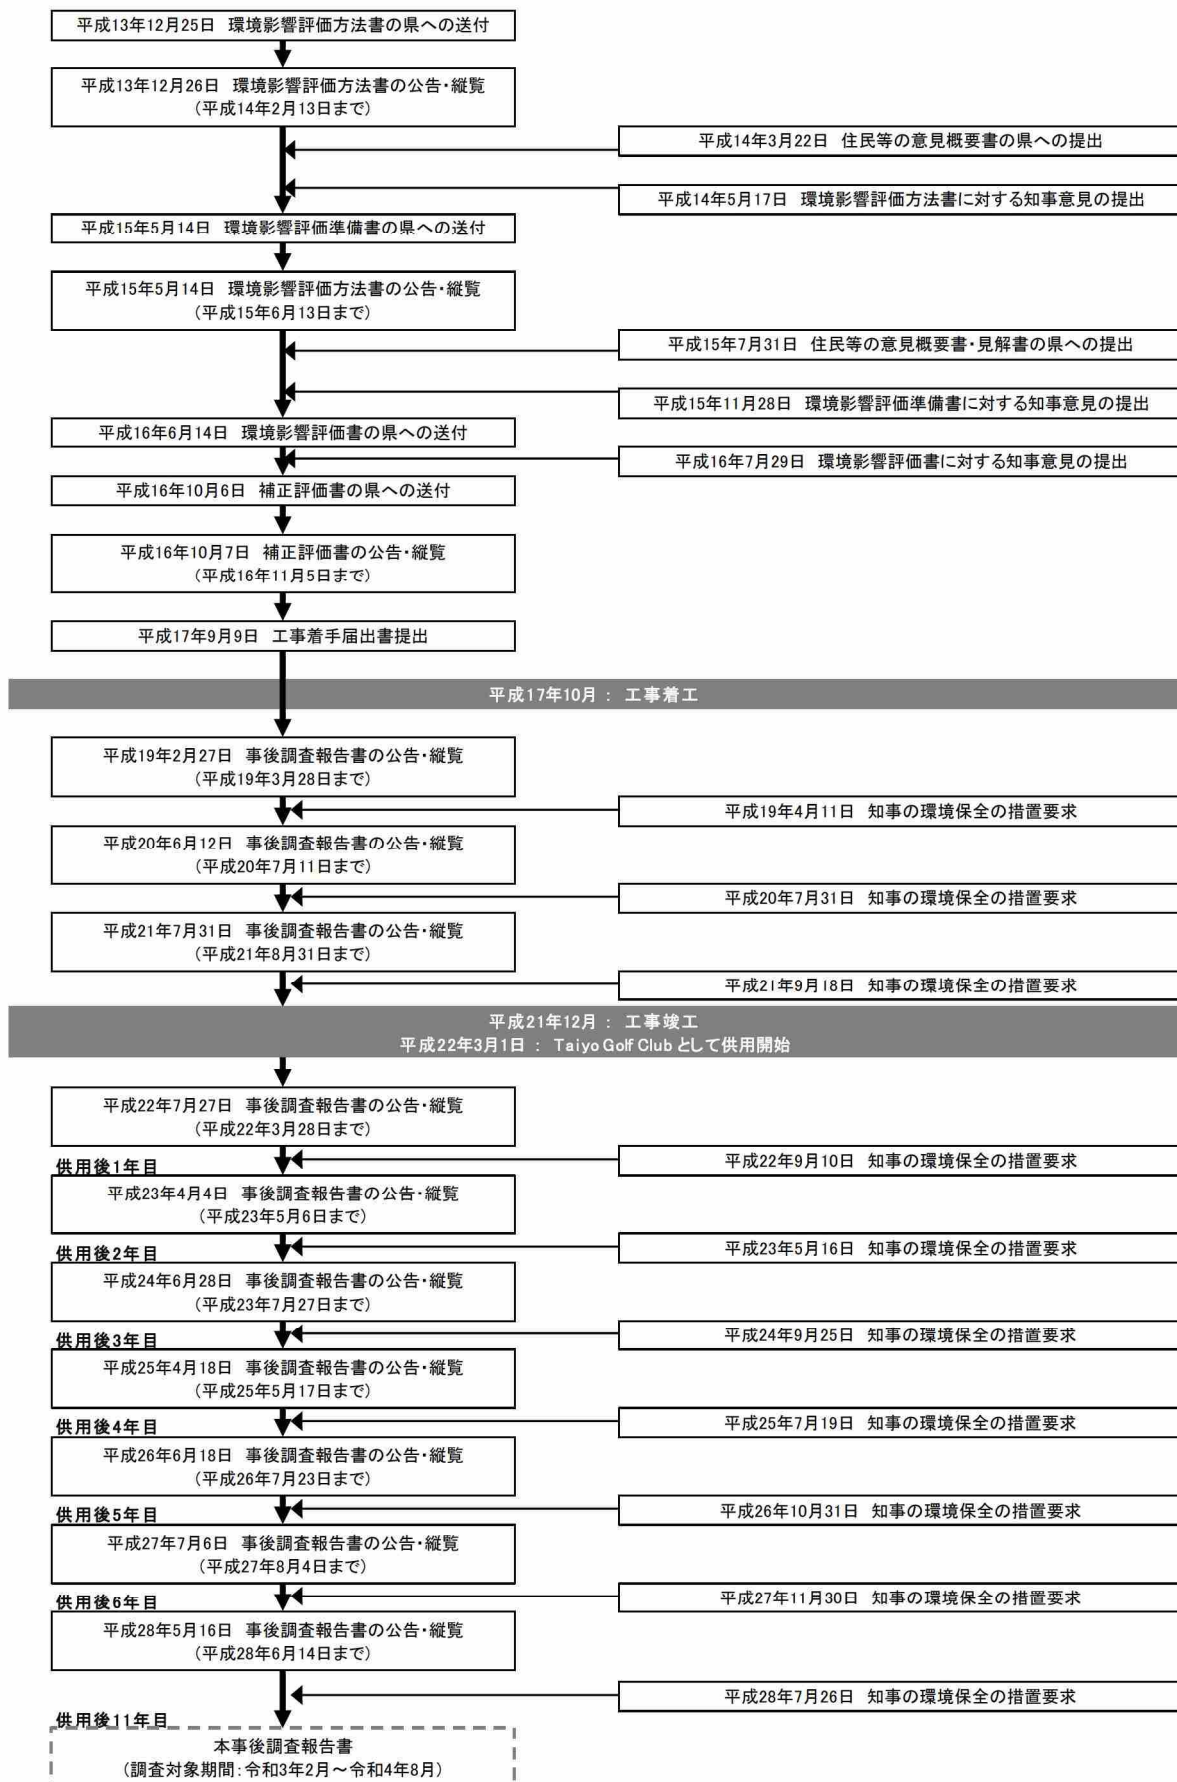 平成13年12月25日 環境影響評価方法書の県への送付
平成13年12月26日 環境影響評価方法書の公告・縦覧
(平成14年2月13日まで)
平成14年3月22日 住民等の意見概要書の県への提出
平成14年5月17日 環境影響評価方法書に対する知事意見の提出
平成15年5月14日 環境影響評価準備書の県への送付
平成15年5月14日 環境影響評価方法書の公告・縦覧
(平成15年6月13日まで)
平成15年7月31日 住民等の意見概要書・見解書の県への提出
平成15年11月28日 環境影響評価準備書に対する知事意見の提出
平成16年6月14日 環境影響評価書の県への送付
平成16年7月29日 環境影響評価書に対する知事意見の提出
平成16年10月6日 補正評価書の県への送付
平成16年10月7日 補正評価書の公告・縦覧
(平成16年11月5日まで)
平成17年9月9日 工事着手届出書提出
平成17年10月 : 工事着工
平成19年2月27日 事後調査報告書の公告・縦覧
(平成19年3月28日まで)
平成19年4月11日 知事の環境保全の措置要求
平成20年6月12日 事後調査報告書の公告・縦覧
(平成20年7月11日まで)
平成20年7月31日 知事の環境保全の措置要求
平成21年7月31日 事後調査報告書の公告・縦覧
(平成21年8月31日まで)
平成21年9月18日 知事の環境保全の措置要求
平成21年12月 : 工事竣工
平成22年3月1日 : Taiyo Golf Club として供用開始
平成22年7月27日 事後調査報告書の公告・縦覧
(平成22年3月28日まで)
平成22年9月10日 知事の環境保全の措置要求
供用後1年目
平成23年4月4日 事後調査報告書の公告・縦覧
(平成23年5月6日まで)
平成23年5月16日 知事の環境保全の措置要求
供用後2年目
平成24年6月28日 事後調査報告書の公告・縦覧
(平成23年7月27日まで)
平成24年9月25日 知事の環境保全の措置要求
供用後3年目
平成25年4月18日 事後調査報告書の公告・縦覧
(平成25年5月17日まで)
平成25年7月19日 知事の環境保全の措置要求
供用後4年目
平成26年6月18日 事後調査報告書の公告・縦覧
(平成26年7月23日まで)
平成26年10月31日 知事の環境保全の措置要求
供用後5年目
平成27年7月6日 事後調査報告書の公告・縦覧
(平成27年8月4日まで)
平成27年11月30日 知事の環境保全の措置要求
供用後6年目
平成28年5月16日 事後調査報告書の公告・縦覧
(平成28年6月14日まで)
平成28年7月26日 知事の環境保全の措置要求
供用後11年目
本事後調査報告書
(調査対象期間:令和3年2月~令和4年8月)